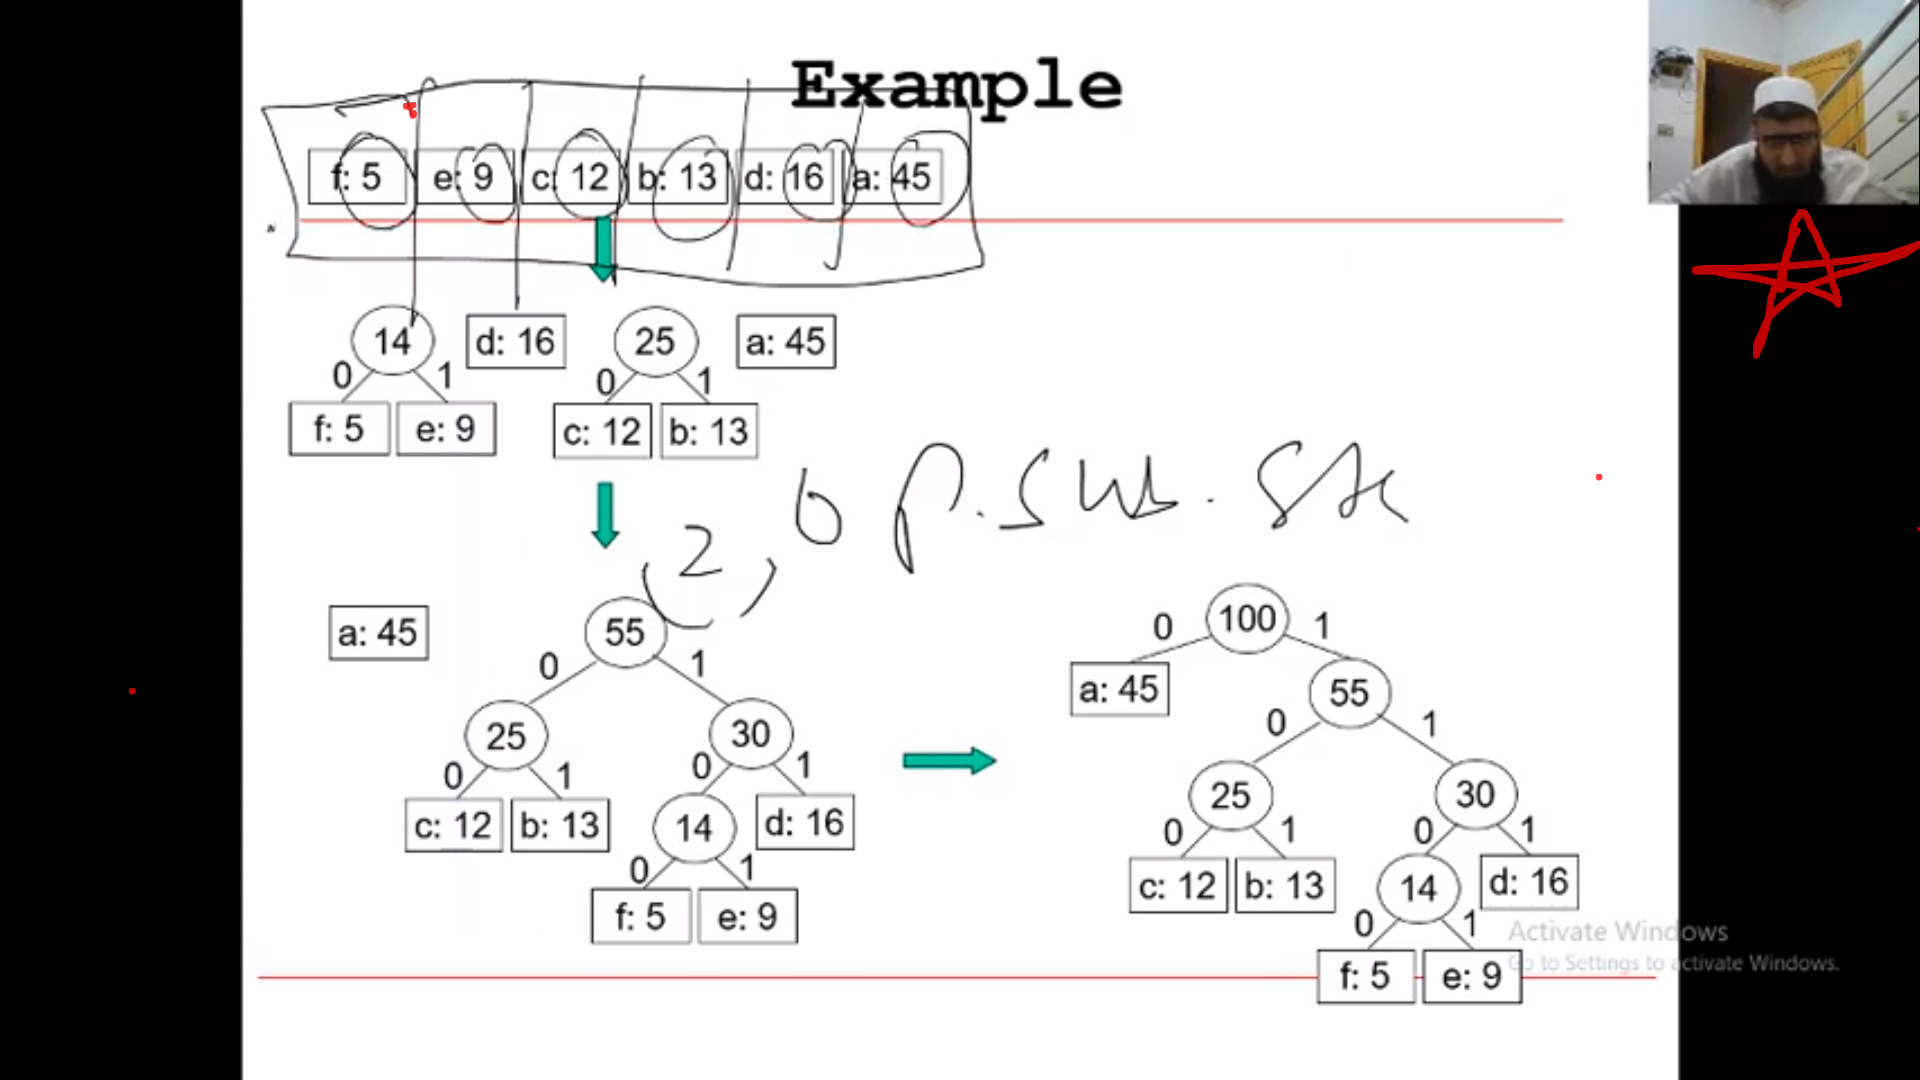 Example
f: 5 e: 9 c: 12 b: 13 d: 16 a: 45
14 d: 16 25 a: 45
0 1 0 1
f: 5 e: 9 c: 12 b: 13
(2)
a: 45 55
0 1
25 30
0 1 0 1
c: 12 b: 13 14 d: 16
0 1
f: 5 e: 9
100
0 1
a: 45 55
0 1
25 30
0 1 0 1
c: 12 b: 13 14 d: 16
0 1
f: 5 e: 9
Activate Windows
Go to Settings to activate Windows.